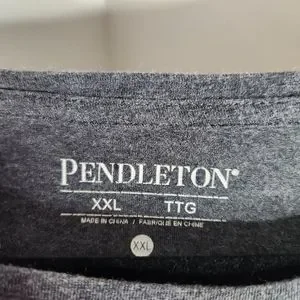 PENDLETON®
XXL TTG
MADE IN CHINA / FABRIQUÉ EN CHINE
XXL